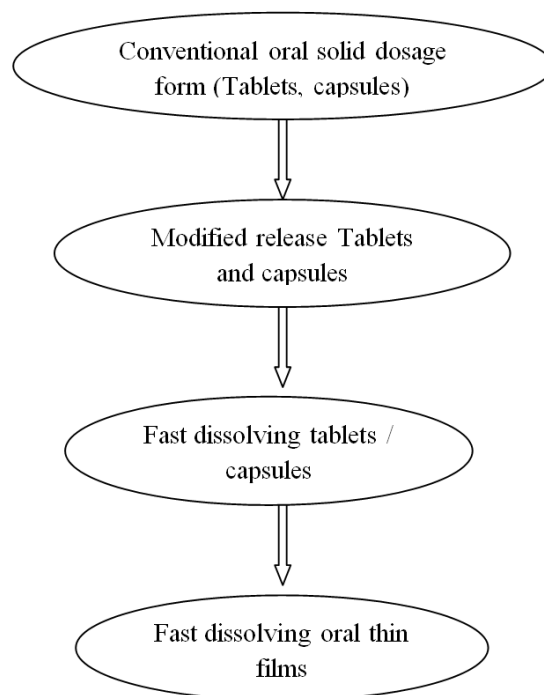 Conventional oral solid dosage
form (Tablets, capsules)
Modified release Tablets
and capsules
Fast dissolving tablets /
capsules
Fast dissolving oral thin
films